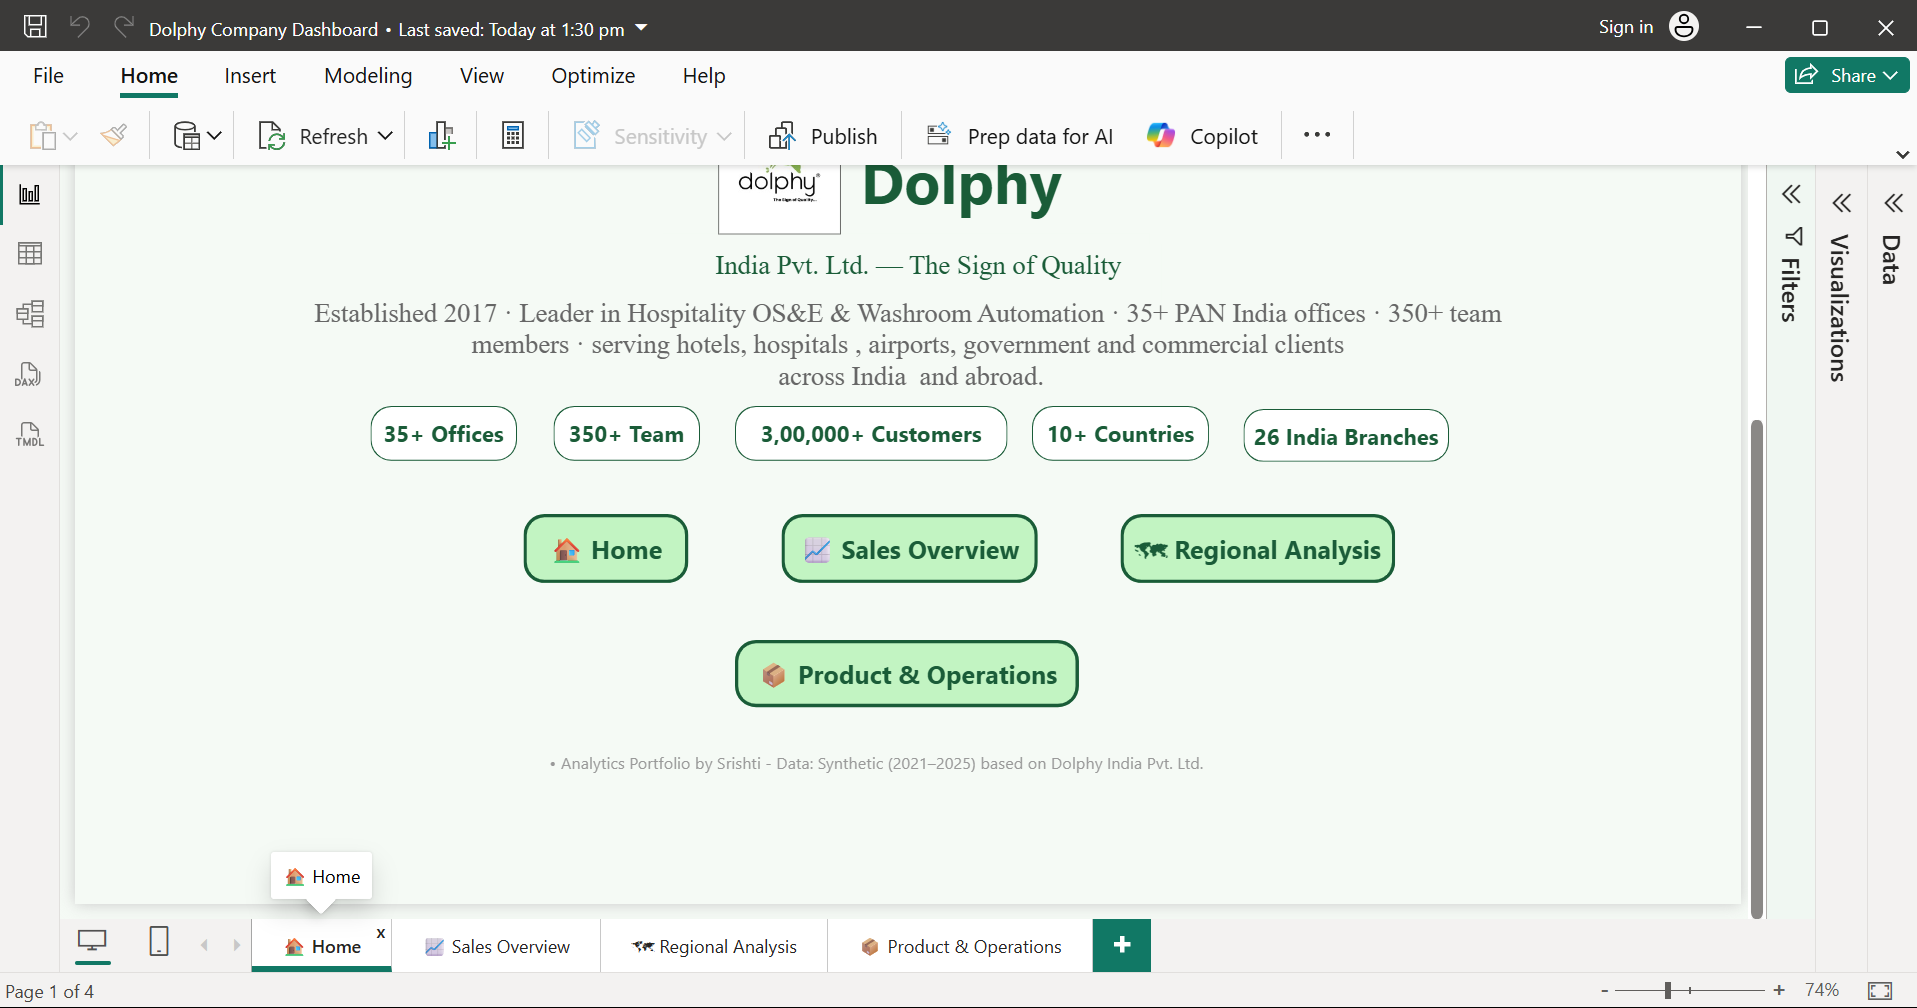 Dolphy Company Dashboard • Last saved: Today at 1:30 pm
Sign in
File Home Insert Modeling View Optimize Help
Share
Refresh
Sensitivity
Publish
Prep data for AI
Copilot
dolphy
The Sign of Quality...
Dolphy
India Pvt. Ltd. — The Sign of Quality
Established 2017 · Leader in Hospitality OS&E & Washroom Automation · 35+ PAN India offices · 350+ team
members · serving hotels, hospitals , airports, government and commercial clients
across India  and abroad.
35+ Offices
350+ Team
3,00,000+ Customers
10+ Countries
26 India Branches
Home
Sales Overview
Regional Analysis
Product & Operations
• Analytics Portfolio by Srishti - Data: Synthetic (2021–2025) based on Dolphy India Pvt. Ltd.
Filters
Visualizations
Data
DAX
TMDL
Home
Home x
Sales Overview
Regional Analysis
Product & Operations
+
Page 1 of 4
- + 74%